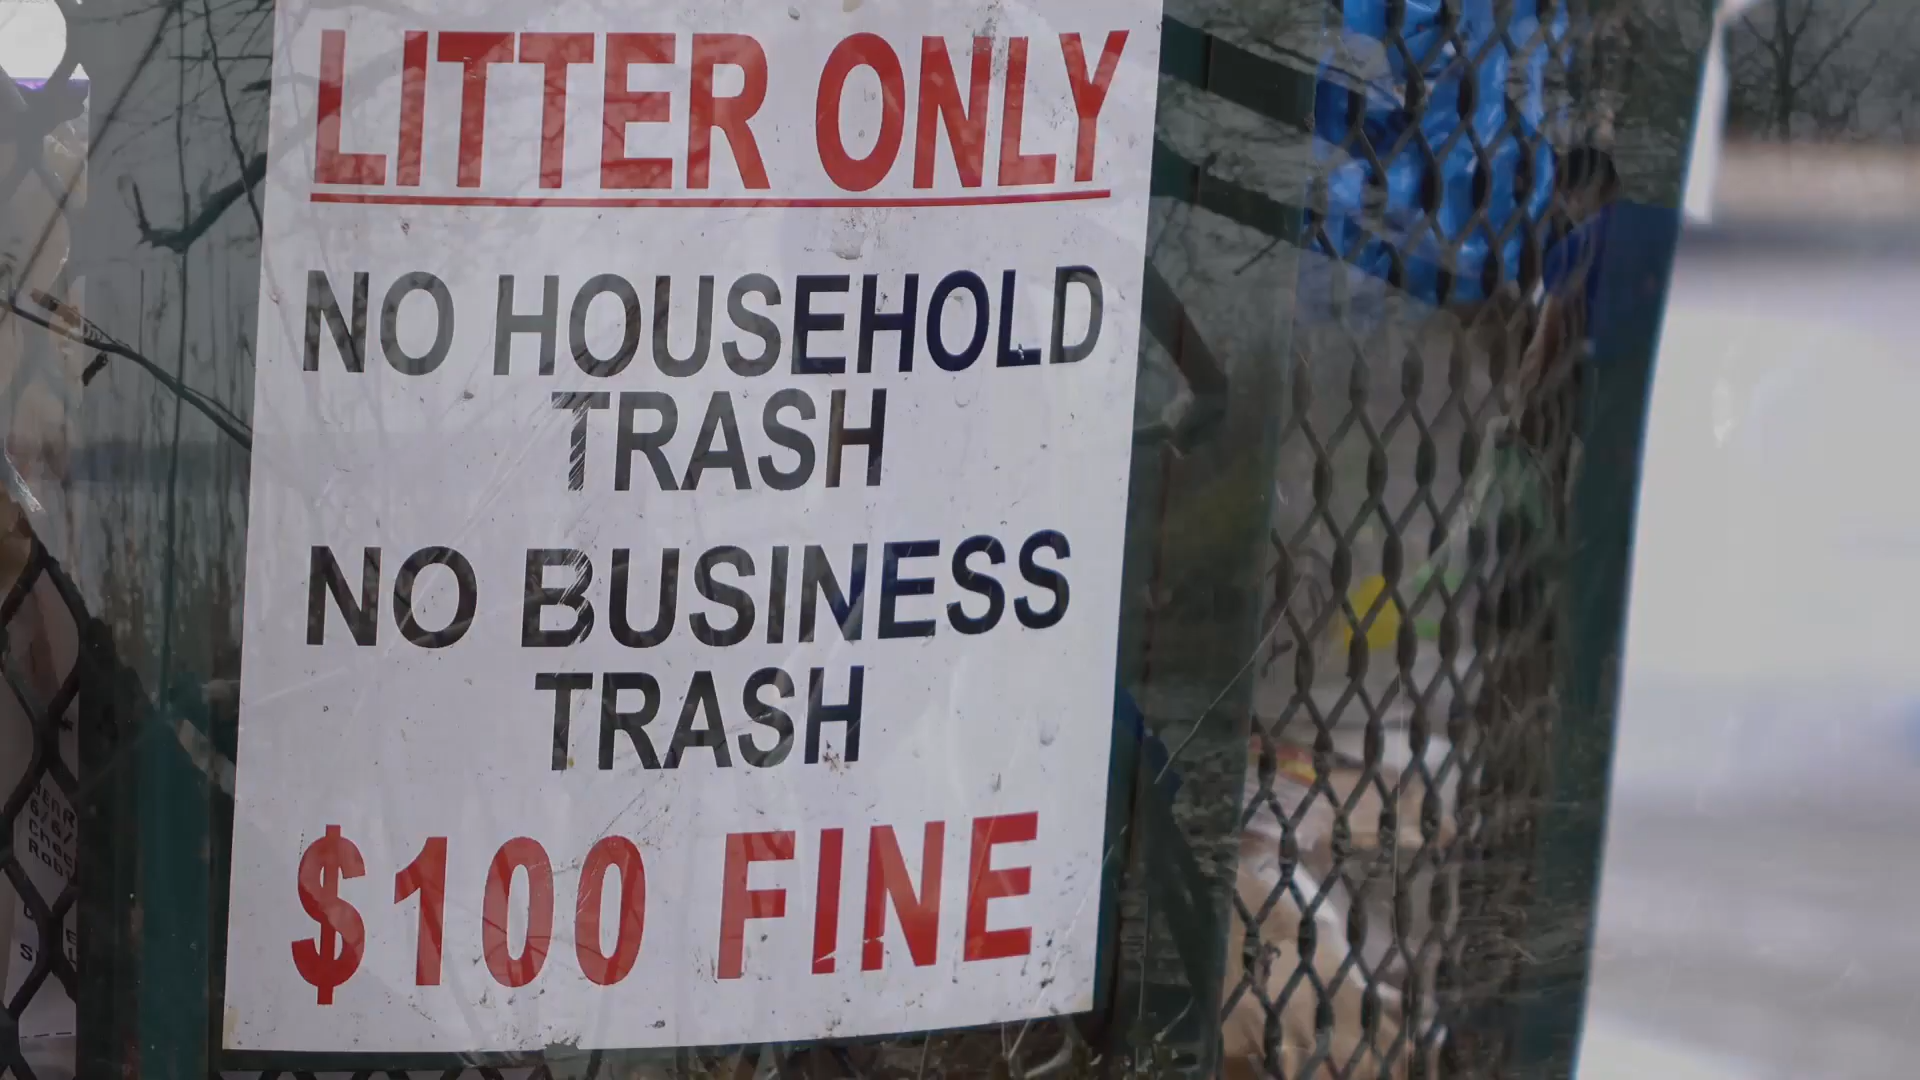 LITTER ONLY
NO HOUSEHOLD
TRASH
NO BUSINESS
TRASH
$100 FINE